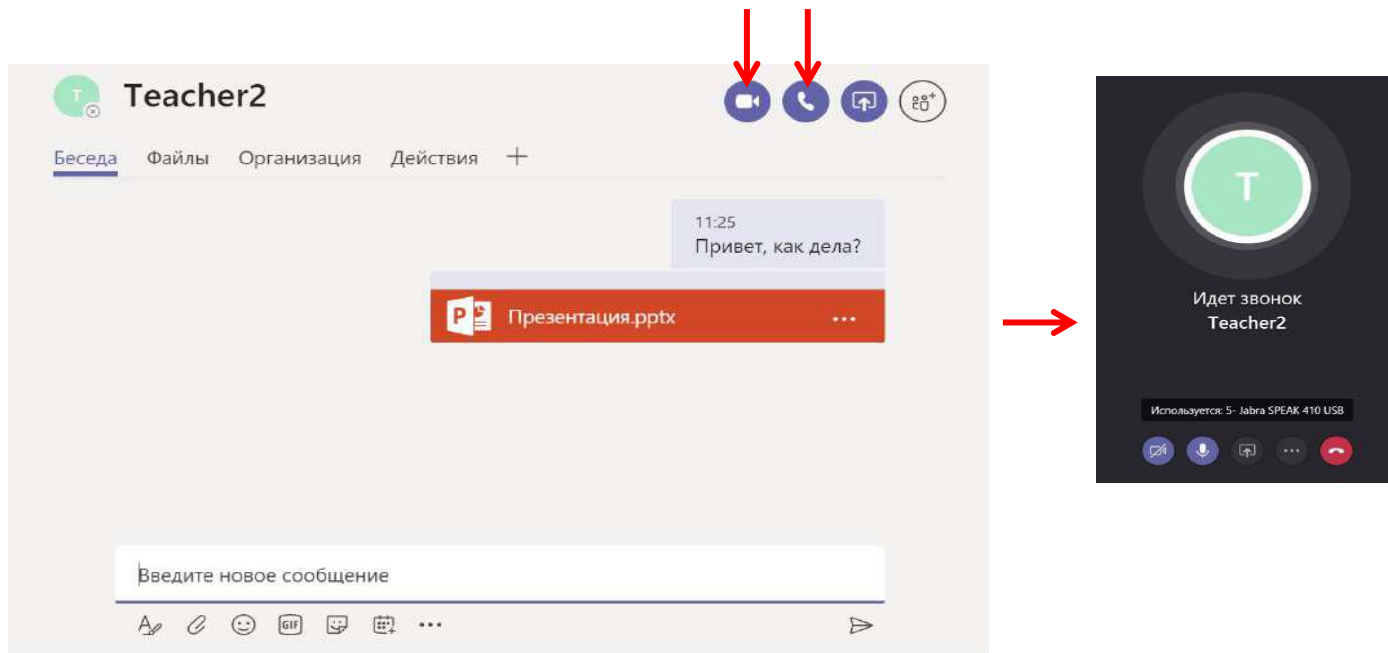 T
Teacher2
Беседа Файлы Организация Действия
11:25
Привет, как дела?
P Презентация.pptx
Введите новое сообщение
GIF
T
Идет звонок
Teacher2
Используется: 5- Jabra SPEAK 410 USB